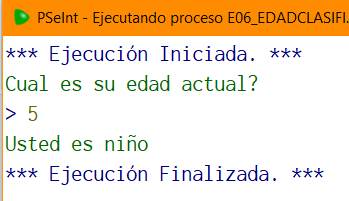 PSeInt - Ejecutando proceso E06_EDADCLASIFI
*** Ejecución Iniciada. ***
Cual es su edad actual?
> 5
Usted es niño
*** Ejecución Finalizada. ***